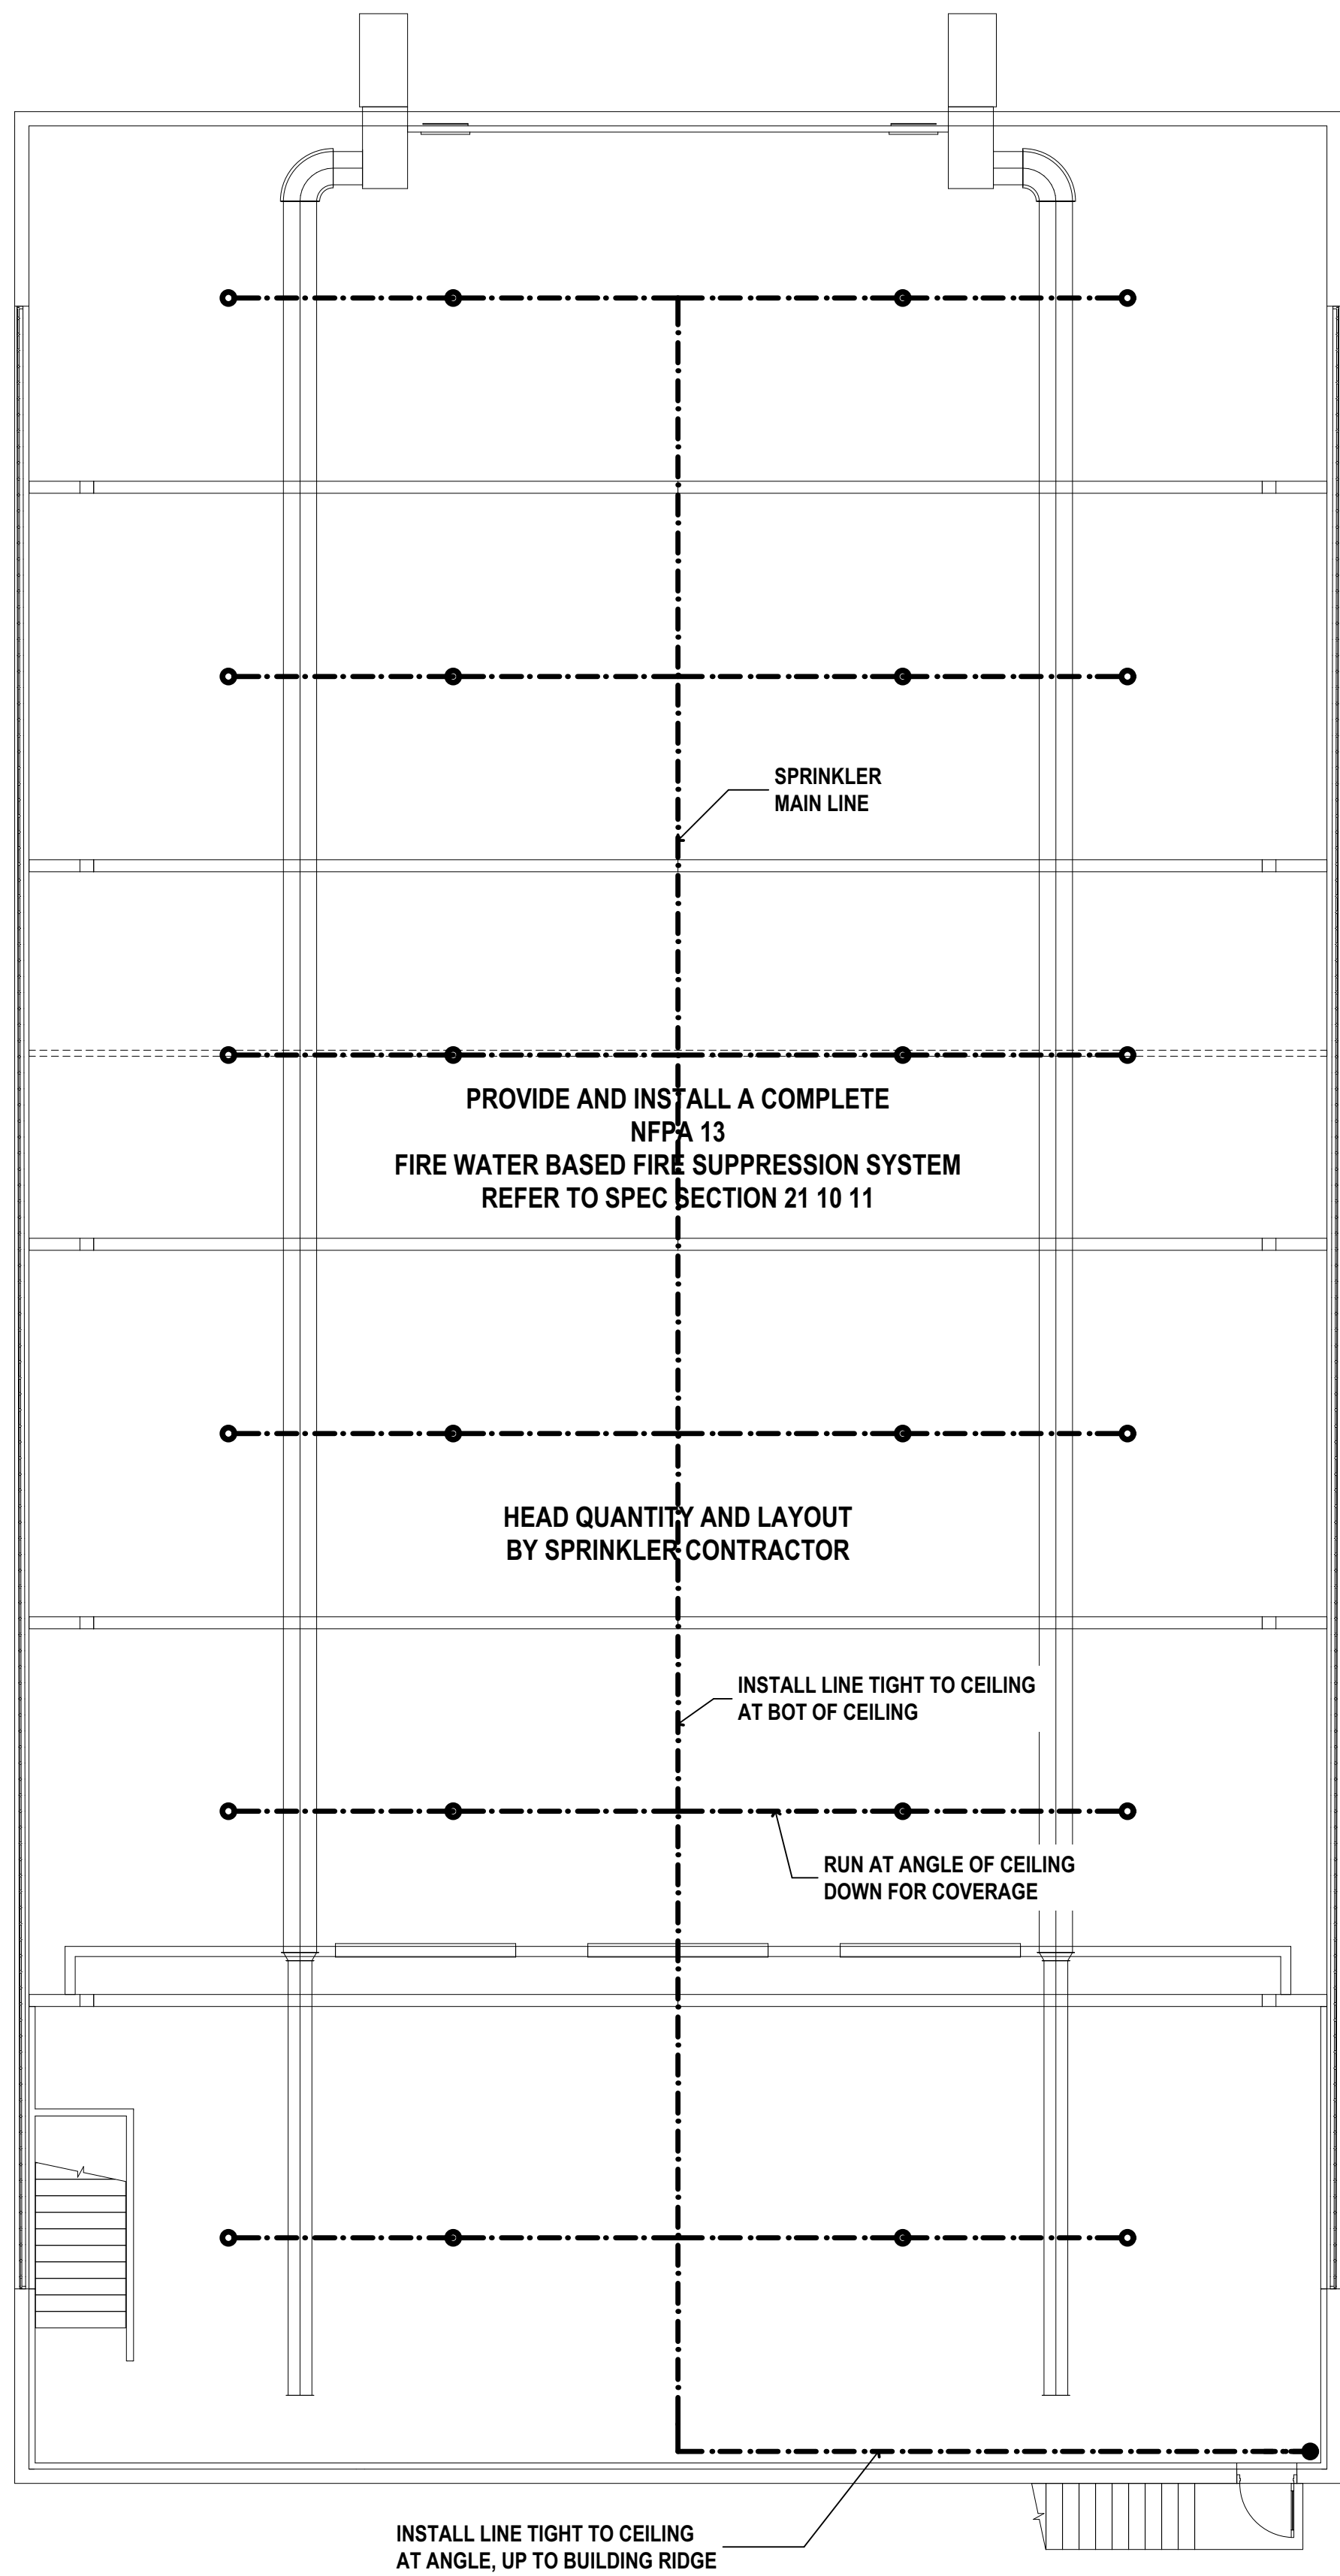 SPRINKLER
MAIN LINE
PROVIDE AND INSTALL A COMPLETE
NFPA 13
FIRE WATER BASED FIRE SUPPRESSION SYSTEM
REFER TO SPEC SECTION 21 10 11
HEAD QUANTITY AND LAYOUT
BY SPRINKLER CONTRACTOR
INSTALL LINE TIGHT TO CEILING
AT BOT OF CEILING
RUN AT ANGLE OF CEILING
DOWN FOR COVERAGE
INSTALL LINE TIGHT TO CEILING
AT ANGLE, UP TO BUILDING RIDGE